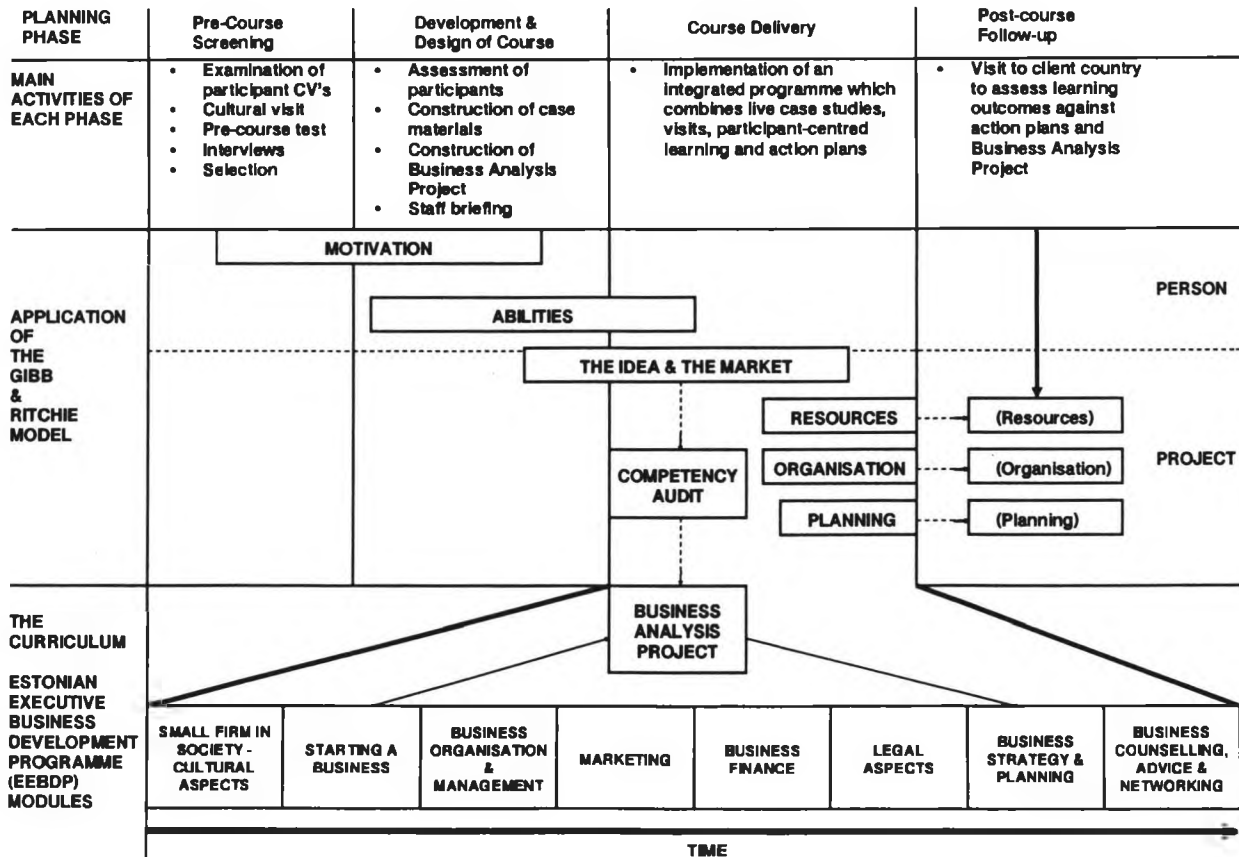 PLANNING
PHASE
Pre-Course
Screening
Development &
Design of Course
Course Delivery
Post-course
Follow-up
MAIN
ACTIVITIES OF
EACH PHASE
• Examination of
participant CV's
• Cultural visit
• Pre-course test
• Interviews
• Selection
• Assessment of
participants
• Construction of case
materials
• Construction of
Business Analysis
Project
• Staff briefing
• Implementation of an
integrated programme which
combines live case studies,
visits, participant-centred
learning and action plans
• Visit to client country
to assess learning
outcomes against
action plans and
Business Analysis
Project
APPLICATION
OF
THE
GIBB
&
RITCHIE
MODEL
MOTIVATION
ABILITIES
THE IDEA & THE MARKET
PERSON
RESOURCES
(Resources)
COMPETENCY
AUDIT
ORGANISATION
(Organisation)
PROJECT
PLANNING
(Planning)
THE
CURRICULUM
BUSINESS
ANALYSIS
PROJECT
ESTONIAN
EXECUTIVE
BUSINESS
DEVELOPMENT
PROGRAMME
(EEBDP)
MODULES
SMALL FIRM IN
SOCIETY -
CULTURAL
ASPECTS
STARTING A
BUSINESS
BUSINESS
ORGANISATION
&
MANAGEMENT
MARKETING
BUSINESS
FINANCE
LEGAL
ASPECTS
BUSINESS
STRATEGY &
PLANNING
BUSINESS
COUNSELLING,
ADVICE &
NETWORKING
TIME